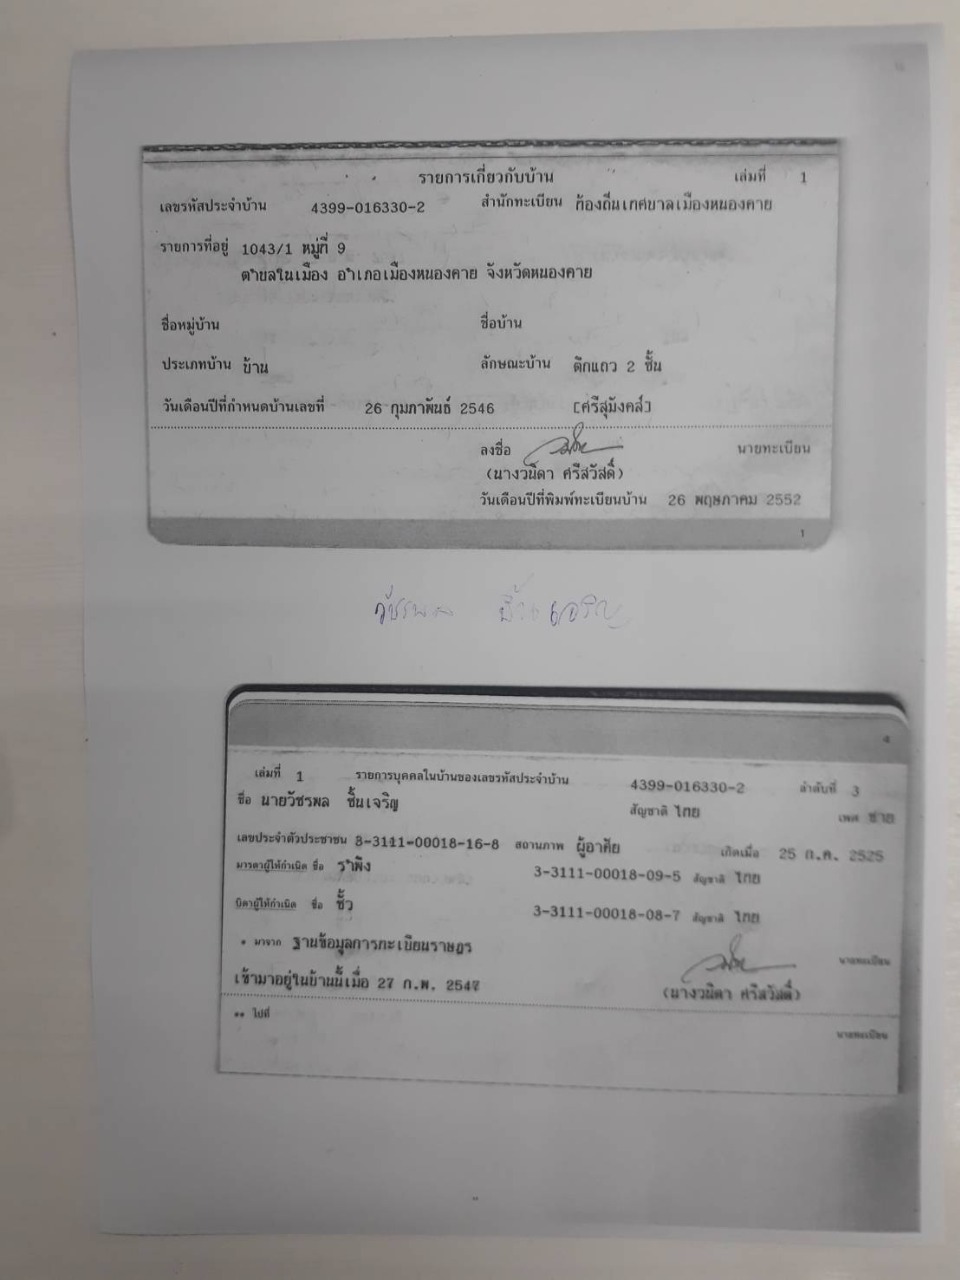 รายการเกี่ยวกับบ้าน เล่มที่ 1
เลขรหัสประจำบ้าน 4399-016330-2 สำนักทะเบียน ท้องถิ่นเทศบาลเมืองหนองคาย
รายการที่อยู่ 1043/1 หมู่ที่ 9
ตำบลในเมือง อำเภอเมืองหนองคาย จังหวัดหนองคาย
ชื่อหมู่บ้าน ชื่อบ้าน
ประเภทบ้าน บ้าน ลักษณะบ้าน ตึกแถว 2 ชั้น
วันเดือนปีที่กำหนดบ้านเลขที่ 26 กุมภาพันธ์ 2546 [ศรีสุมังคล์]
ลงชื่อ นายทะเบียน
(นางวนิดา ศรีสวัสดิ์)
วันเดือนปีที่พิมพ์ทะเบียนบ้าน 26 พฤษภาคม 2552
1
วัชรพล ชื้นเจริญ
4
เล่มที่ 1 รายการบุคคลในบ้านของเลขรหัสประจำบ้าน 4399-016330-2 ลำดับที่ 3
ชื่อ นายวัชรพล ชื้นเจริญ สัญชาติ ไทย เพศ ชาย
เลขประจำตัวประชาชน 3-3111-00018-16-8 สถานภาพ ผู้อาศัย เกิดเมื่อ 25 ก.ค. 2525
มารดาผู้ให้กำเนิด ชื่อ รำพึง 3-3111-00018-09-5 สัญชาติ ไทย
บิดาผู้ให้กำเนิด ชื่อ ชั้ว 3-3111-00018-08-7 สัญชาติ ไทย
* มาจาก ฐานข้อมูลการทะเบียนราษฎร นายทะเบียน
เข้ามาอยู่ในบ้านนี้เมื่อ 27 ก.พ. 2547 (นางวนิดา ศรีสวัสดิ์)
** ไปที่
นายทะเบียน